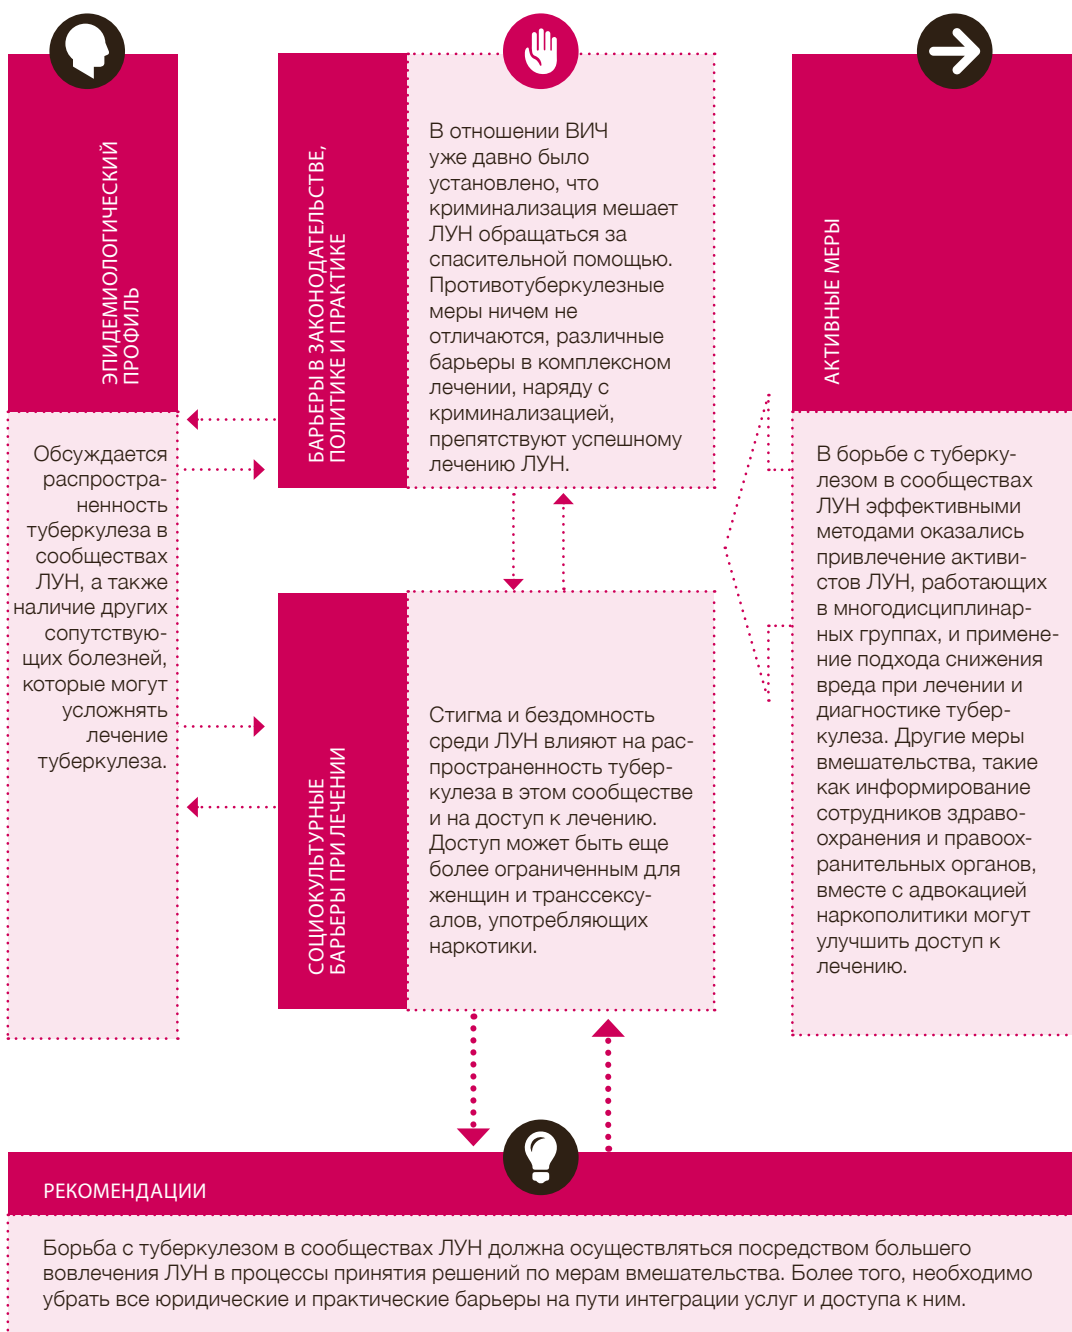 ЭПИДЕМИОЛОГИЧЕСКИЙ
ПРОФИЛЬ
Обсуждается
распростра-
ненность
туберкулеза в
сообществах
ЛУН, а также
наличие других
сопутствую-
щих болезней,
которые могут
усложнять
лечение
туберкулеза.
БАРЬЕРЫ В ЗАКОНОДАТЕЛЬСТВЕ,
ПОЛИТИКЕ И ПРАКТИКЕ
В отношении ВИЧ
уже давно было
установлено, что
криминализация мешает
ЛУН обращаться за
спасительной помощью.
Противотуберкулезные
меры ничем не
отличаются, различные
барьеры в комплексном
лечении, наряду с
криминализацией,
препятствуют успешному
лечению ЛУН.
СОЦИОКУЛЬТУРНЫЕ
БАРЬЕРЫ ПРИ ЛЕЧЕНИИ
Стигма и бездомность
среди ЛУН влияют на рас-
пространенность тубер-
кулеза в этом сообществе
и на доступ к лечению.
Доступ может быть еще
более ограниченным для
женщин и транссексу-
алов, употребляющих
наркотики.
АКТИВНЫЕ МЕРЫ
В борьбе с туберку-
лезом в сообществах
ЛУН эффективными
методами оказались
привлечение активи-
стов ЛУН, работающих
в многодисциплинар-
ных группах, и примене-
ние подхода снижения
вреда при лечении и
диагностике тубер-
кулеза. Другие меры
вмешательства, такие
как информирование
сотрудников здраво-
охранения и правоох-
ранительных органов,
вместе с адвокацией
наркополитики могут
улучшить доступ к
лечению.
РЕКОМЕНДАЦИИ
Борьба с туберкулезом в сообществах ЛУН должна осуществляться посредством большего
вовлечения ЛУН в процессы принятия решений по мерам вмешательства. Более того, необходимо
убрать все юридические и практические барьеры на пути интеграции услуг и доступа к ним.